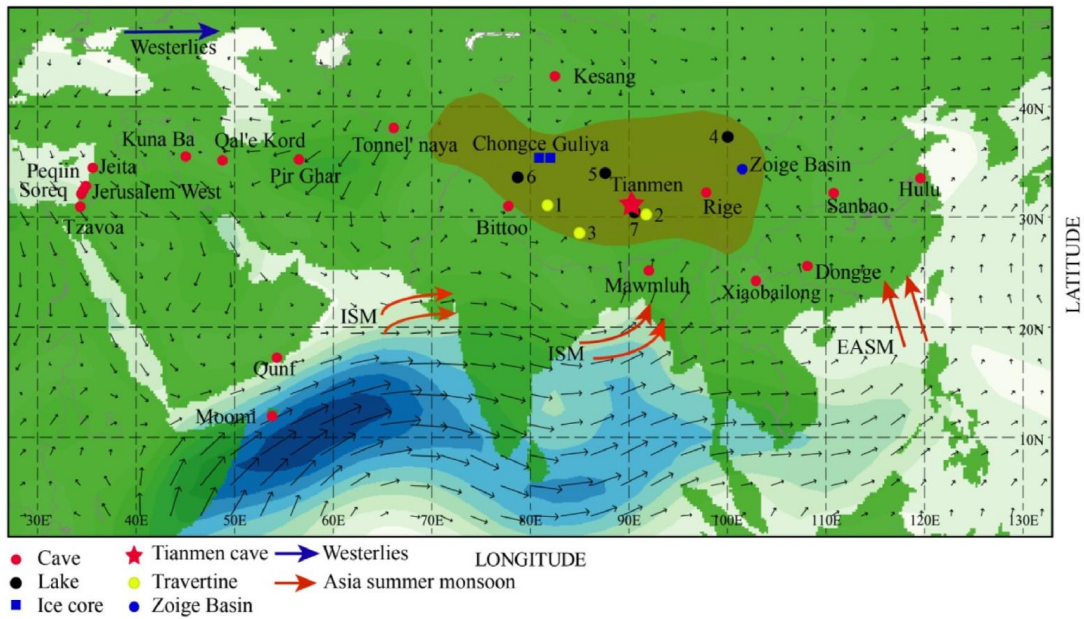 Westerlies
Kesang
40N
Kuna Ba
Qal'e Kord
Tonnel' naya
Chongce Guliya
4
Peqiin
Jeita
Pir Ghar
Zoige Basin
Soreq
Jerusalem West
6
5
Tianmen
Hulu
Tzavoa
Bittoo
1
2
7
3
Rige
Sanbao
30N
Mawmluh
Xiaobailong
Dongge
ISM
ISM
EASM
20N
Qunf
Moomi
10N
30E
40E
50E
60E
70E
80E
90E
100E
110E
120E
130E
LATITUDE
LONGITUDE
Cave
Tianmen cave
Westerlies
Lake
Travertine
Asia summer monsoon
Ice core
Zoige Basin